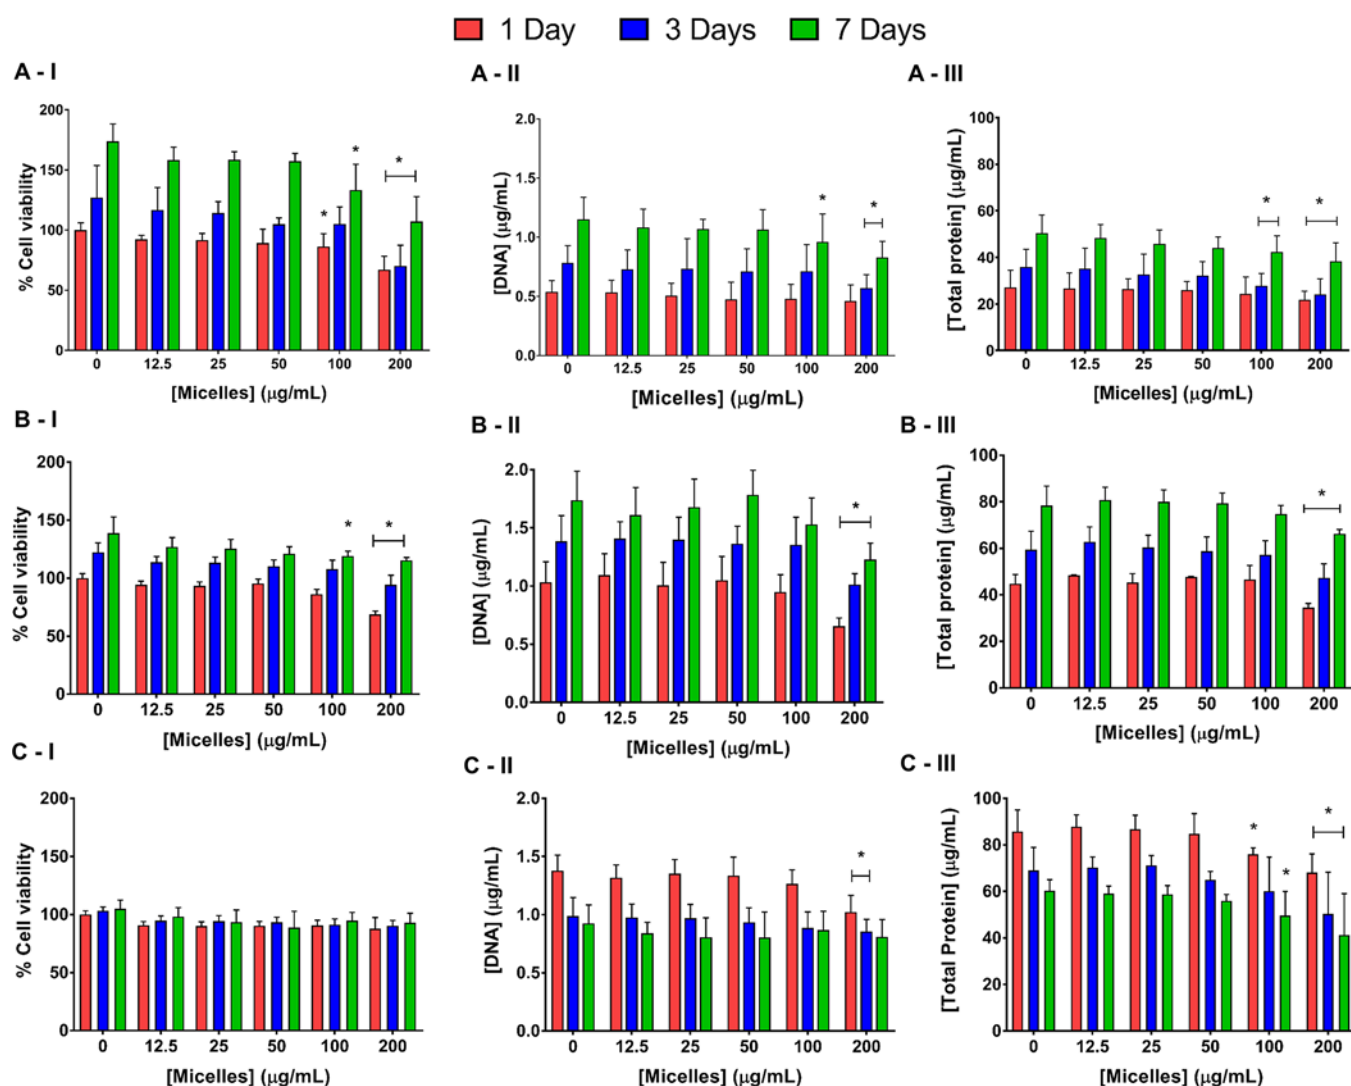 1 Day 3 Days 7 Days
A - I
% Cell viability
200
150
100
50
0
* * *
0 12.5 25 50 100 200
[Micelles] (µg/mL)
A - II
[DNA] (µg/mL)
2.0
1.5
1.0
0.5
0.0
* *
0 12.5 25 50 100 200
[Micelles] (µg/mL)
A - III
[Total protein] (µg/mL)
100
80
60
40
20
0
* *
0 12.5 25 50 100 200
[Micelles] (µg/mL)
B - I
% Cell viability
200
150
100
50
0
* *
0 12.5 25 50 100 200
[Micelles] (µg/mL)
B - II
[DNA] (µg/mL)
2.0
1.5
1.0
0.5
0.0
*
0 12.5 25 50 100 200
[Micelles] (µg/mL)
B - III
[Total protein] (µg/mL)
100
80
60
40
20
0
*
0 12.5 25 50 100 200
[Micelles] (µg/mL)
C - I
% Cell viability
200
150
100
50
0
0 12.5 25 50 100 200
[Micelles] (µg/mL)
C - II
[DNA] (µg/mL)
2.0
1.5
1.0
0.5
0.0
*
0 12.5 25 50 100 200
[Micelles] (µg/mL)
C - III
[Total Protein] (µg/mL)
100
80
60
40
20
0
* * *
0 12.5 25 50 100 200
[Micelles] (µg/mL)